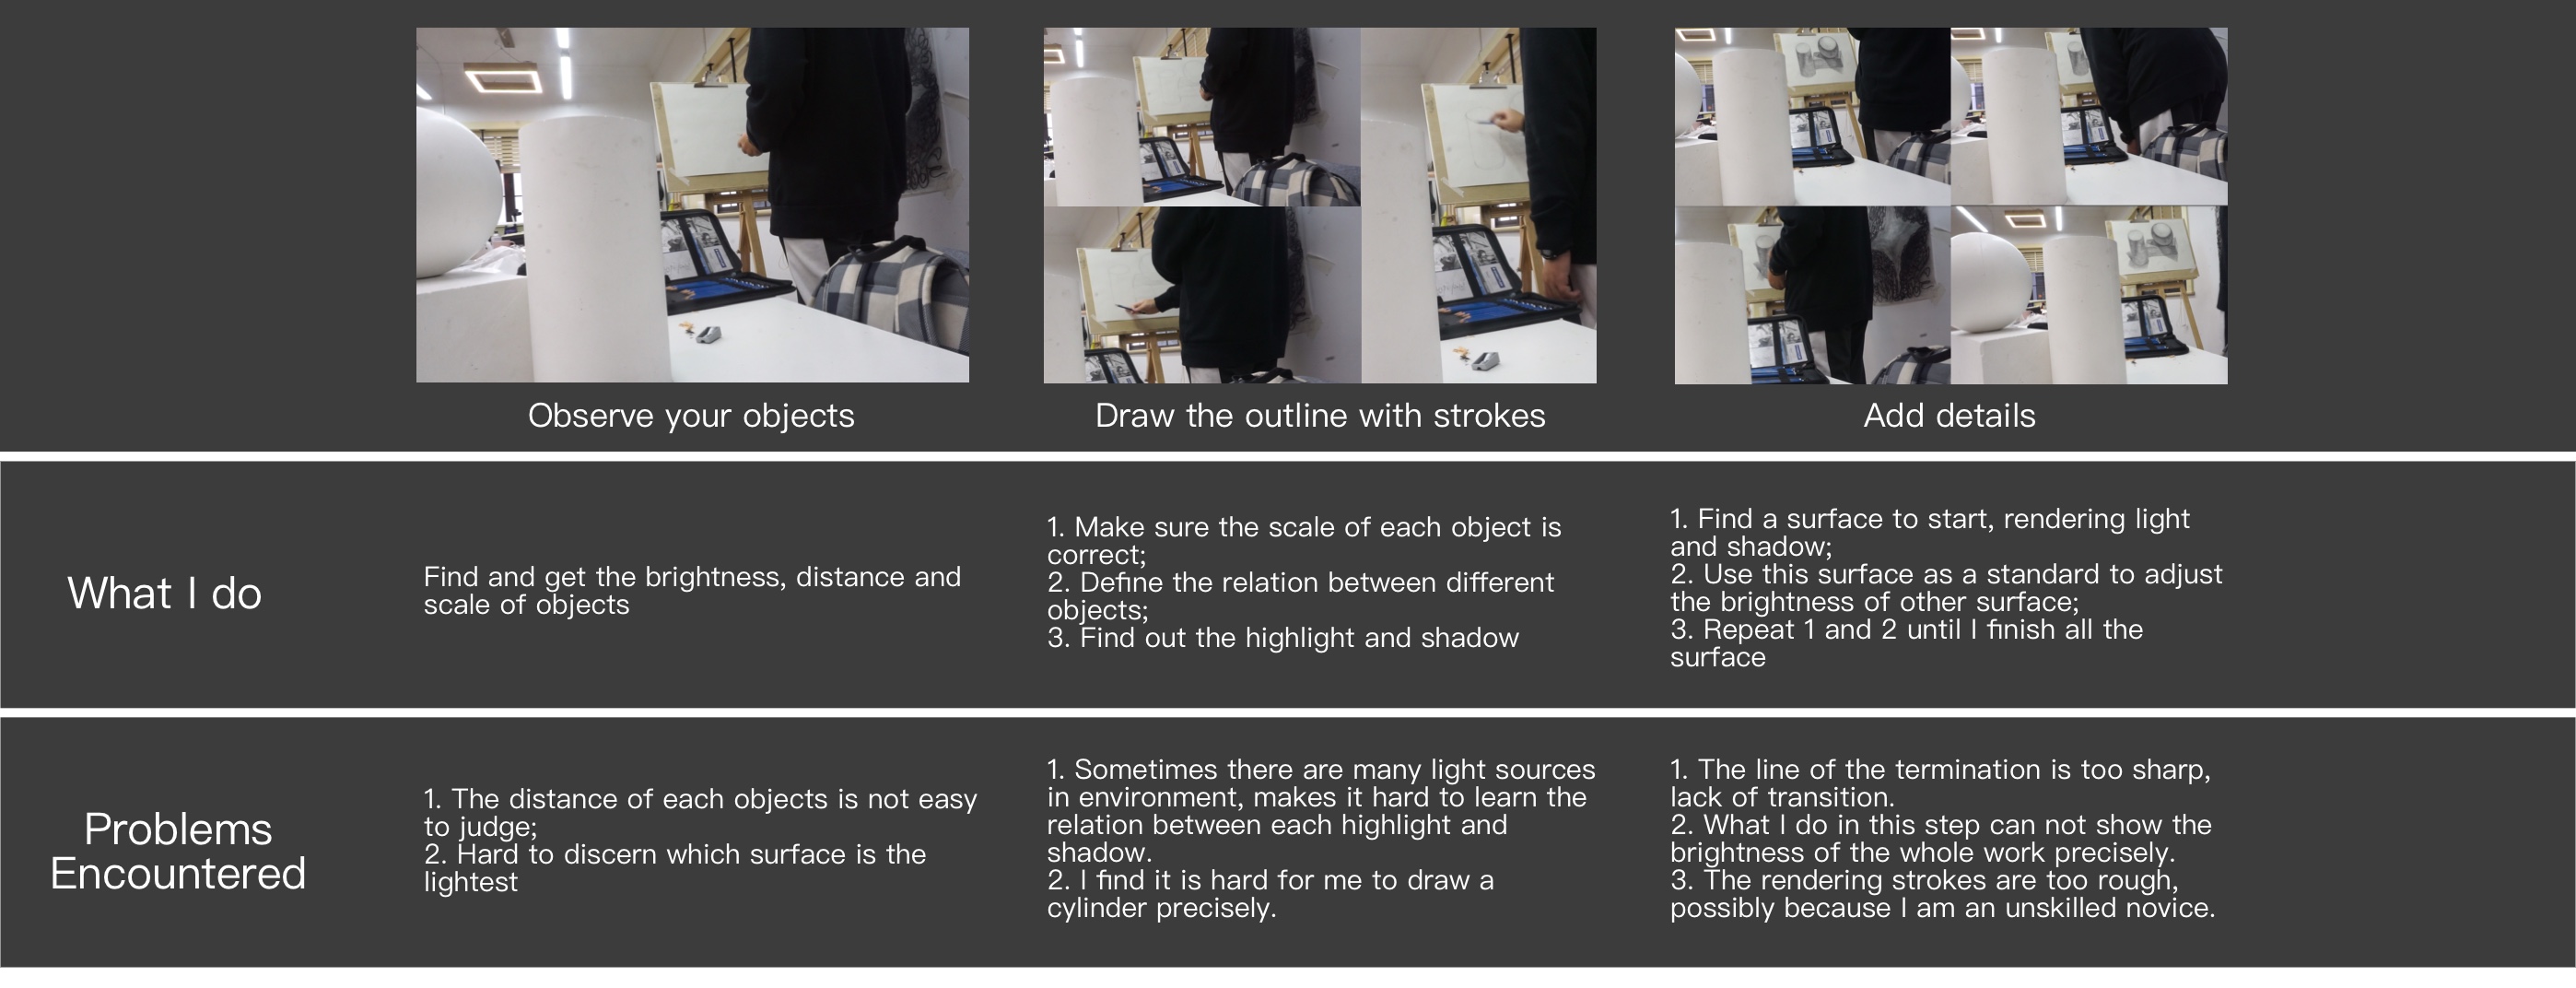 Observe your objects
Draw the outline with strokes
Add details
What I do
Find and get the brightness, distance and
scale of objects
1. Make sure the scale of each object is
correct;
2. Define the relation between different
objects;
3. Find out the highlight and shadow
1. Find a surface to start, rendering light
and shadow;
2. Use this surface as a standard to adjust
the brightness of other surface;
3. Repeat 1 and 2 until I finish all the
surface
Problems
Encountered
1. The distance of each objects is not easy
to judge;
2. Hard to discern which surface is the
lightest
1. Sometimes there are many light sources
in environment, makes it hard to learn the
relation between each highlight and
shadow.
2. I find it is hard for me to draw a
cylinder precisely.
1. The line of the termination is too sharp,
lack of transition.
2. What I do in this step can not show the
brightness of the whole work precisely.
3. The rendering strokes are too rough,
possibly because I am an unskilled novice.